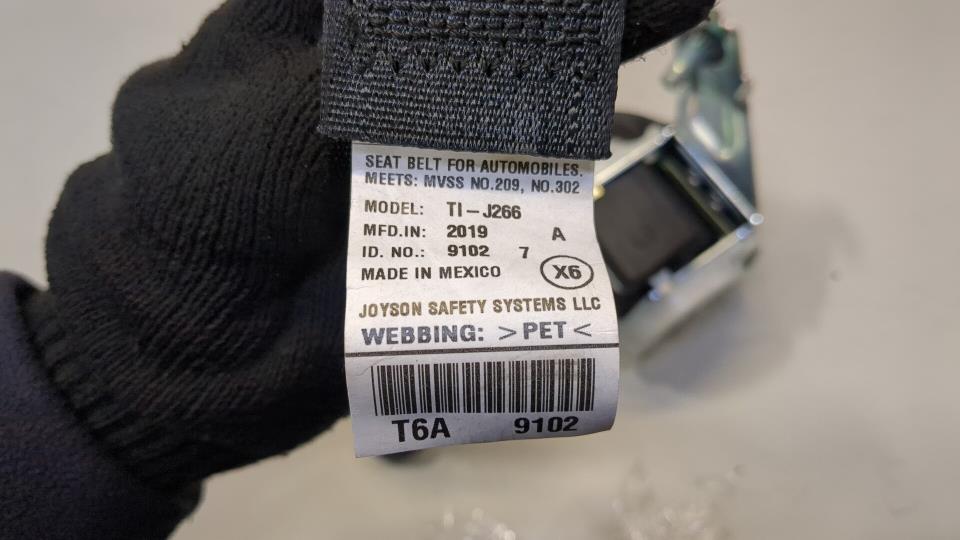 SEAT BELT FOR AUTOMOBILES.
MEETS: MVSS NO.209, NO.302
MODEL: TI-J266
MFD.IN: 2019 A
ID. NO.: 9102 7
MADE IN MEXICO X6
JOYSON SAFETY SYSTEMS LLC
WEBBING: >PET<
T6A 9102